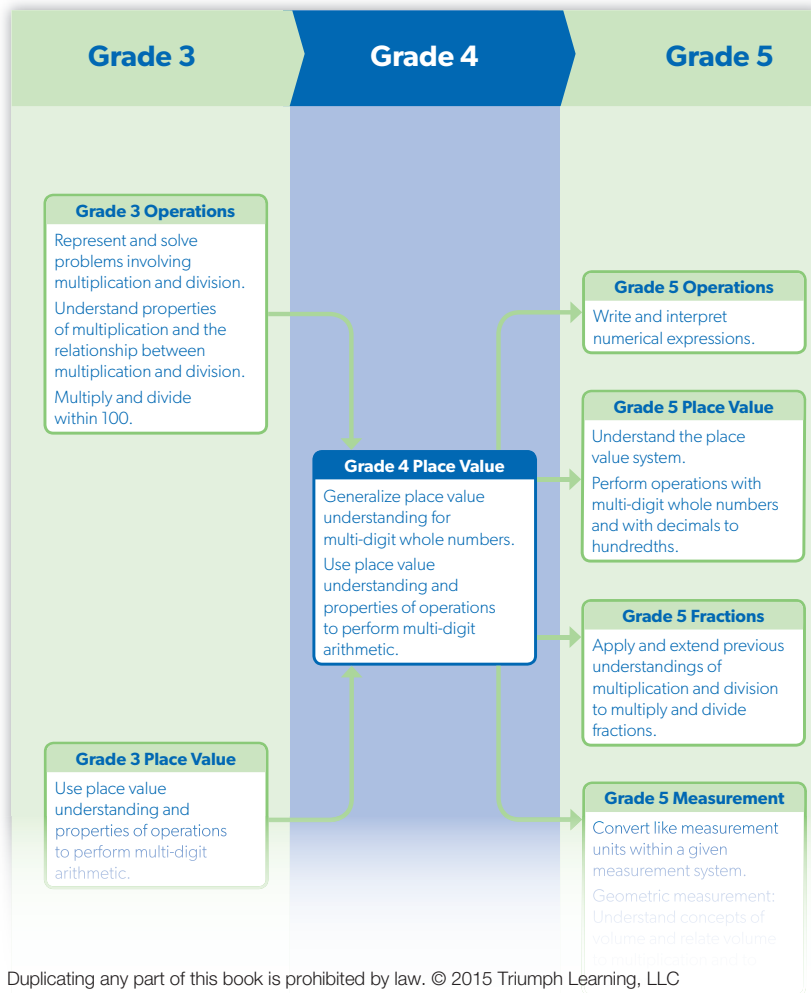 Grade 3
Grade 4
Grade 5
Grade 3 Operations
Represent and solve
problems involving
multiplication and division.
Understand properties
of multiplication and the
relationship between
multiplication and division.
Multiply and divide
within 100.
Grade 3 Place Value
Use place value
understanding and
properties of operations
to perform multi-digit
arithmetic.
Grade 4 Place Value
Generalize place value
understanding for
multi-digit whole numbers.
Use place value
understanding and
properties of operations
to perform multi-digit
arithmetic.
Grade 5 Operations
Write and interpret
numerical expressions.
Grade 5 Place Value
Understand the place
value system.
Perform operations with
multi-digit whole numbers
and with decimals to
hundredths.
Grade 5 Fractions
Apply and extend previous
understandings of
multiplication and division
to multiply and divide
fractions.
Grade 5 Measurement
Convert like measurement
units within a given
measurement system.
Geometric measurement:
Understand concepts of
volume and relate volume
to multiplication and to
Duplicating any part of this book is prohibited by law. © 2015 Triumph Learning, LLC